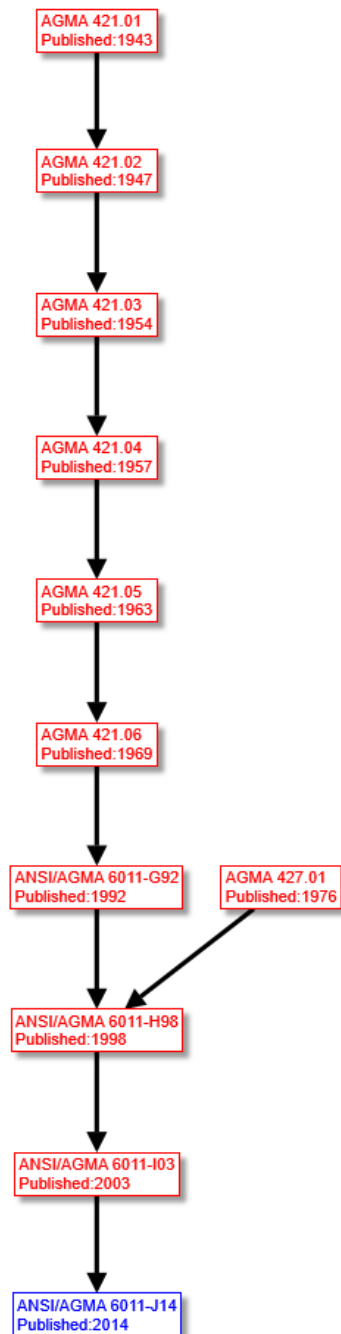 AGMA 421.01
Published:1943
AGMA 421.02
Published:1947
AGMA 421.03
Published:1954
AGMA 421.04
Published:1957
AGMA 421.05
Published:1963
AGMA 421.06
Published:1969
ANSI/AGMA 6011-G92
Published:1992
AGMA 427.01
Published:1976
ANSI/AGMA 6011-H98
Published:1998
ANSI/AGMA 6011-I03
Published:2003
ANSI/AGMA 6011-J14
Published:2014